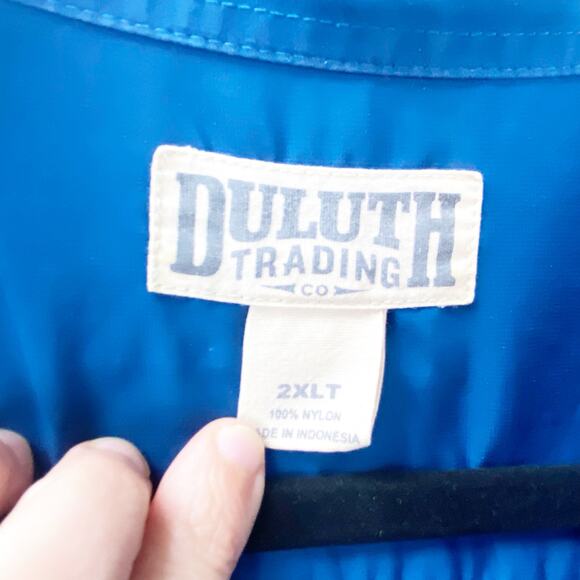 DULUTH
TRADING
CO
2XLT
100% NYLON
ADE IN INDONESIA